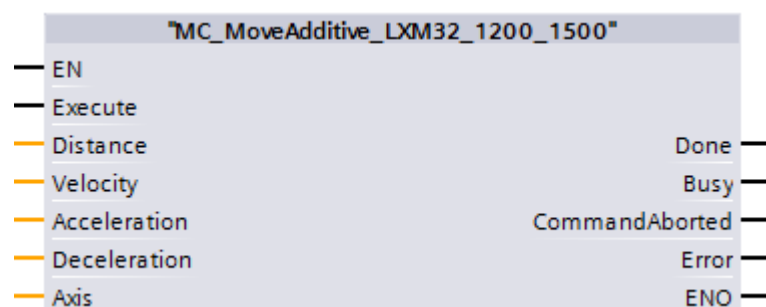 "MC_MoveAdditive_LXM32_1200_1500"
EN
Execute
Distance Done
Velocity Busy
Acceleration CommandAborted
Deceleration Error
Axis ENO